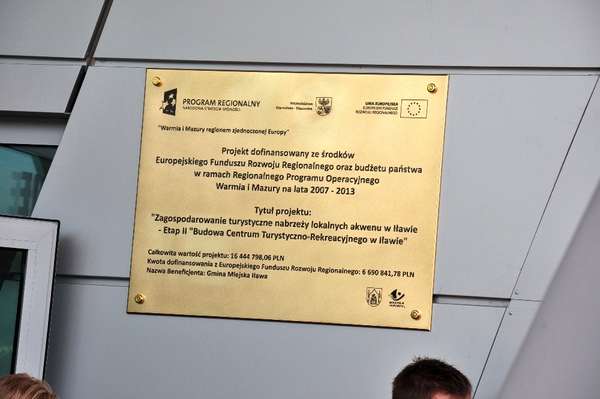 PROGRAM REGIONALNY
NARODOWA STRATEGIA SPÓJNOŚCI
UNIA EUROPEJSKA
EUROPEJSKI FUNDUSZ
ROZWOJU REGIONALNEGO
"Warmia i Mazury regionem zjednoczonej Europy"
Projekt dofinansowany ze środków
Europejskiego Funduszu Rozwoju Regionalnego oraz budżetu państwa
w ramach Regionalnego Programu Operacyjnego
Warmia i Mazury na lata 2007 - 2013
Tytuł projektu:
"Zagospodarowanie turystyczne nabrzeży lokalnych akwenu w Iławie
- Etap II "Budowa Centrum Turystyczno-Rekreacyjnego w Iławie"
Całkowita wartość projektu: 16 444 798,06 PLN
Kwota dofinansowania z Europejskiego Funduszu Rozwoju Regionalnego: 6 690 841,78 PLN
Nazwa Beneficjenta: Gmina Miejska Iława